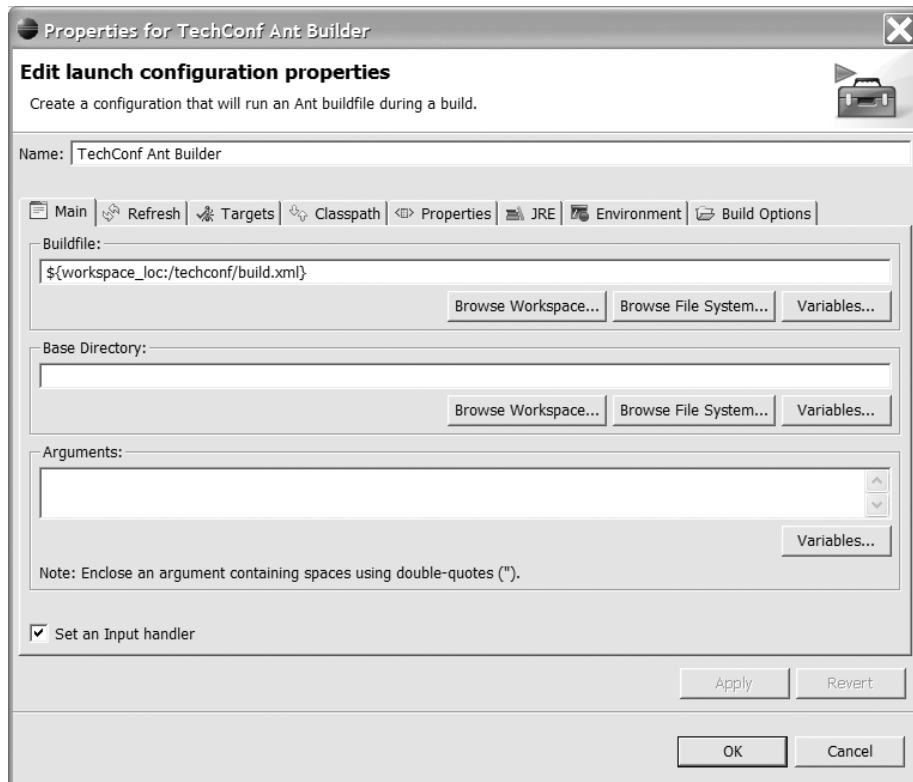 Properties for TechConf Ant Builder
Edit launch configuration properties
Create a configuration that will run an Ant buildfile during a build.
Name: TechConf Ant Builder
Main Refresh Targets Classpath Properties JRE Environment Build Options
Buildfile:
${workspace_loc:/techconf/build.xml}
Browse Workspace... Browse File System... Variables...
Base Directory:
Browse Workspace... Browse File System... Variables...
Arguments:
Variables...
Note: Enclose an argument containing spaces using double-quotes (").
Set an Input handler
Apply Revert
OK Cancel